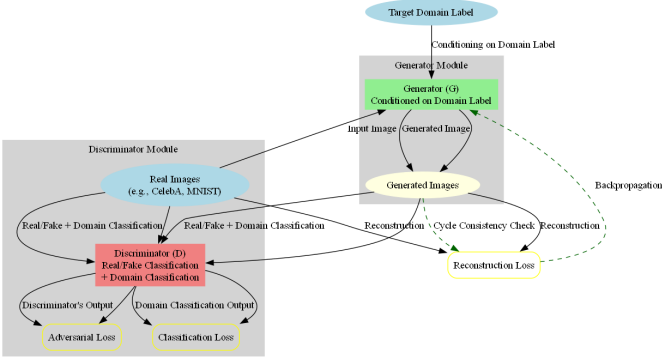 Target Domain Label
Conditioning on Domain Label
Generator Module
Generator (G)
Conditioned on Domain Label
Input Image
Generated Image
Discriminator Module
Real Images
(e.g., CelebA, MNIST)
Generated Images
Backpropagation
Real/Fake + Domain Classification
Real/Fake + Domain Classification
Reconstruction
Cycle Consistency Check
Reconstruction
Discriminator (D)
Real/Fake Classification
+ Domain Classification
Reconstruction Loss
Discriminator's Output
Domain Classification Output
Adversarial Loss
Classification Loss